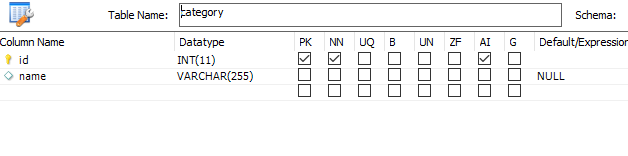 Table Name: category Schema:
Column Name Datatype PK NN UQ B UN ZF AI G Default/Expression
id INT(11)
name VARCHAR(255) NULL